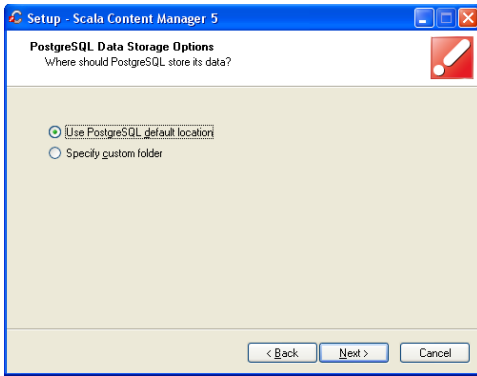 Setup - Scala Content Manager 5
PostgreSQL Data Storage Options
Where should PostgreSQL store its data?
Use PostgreSQL default location
Specify custom folder
< Back Next > Cancel